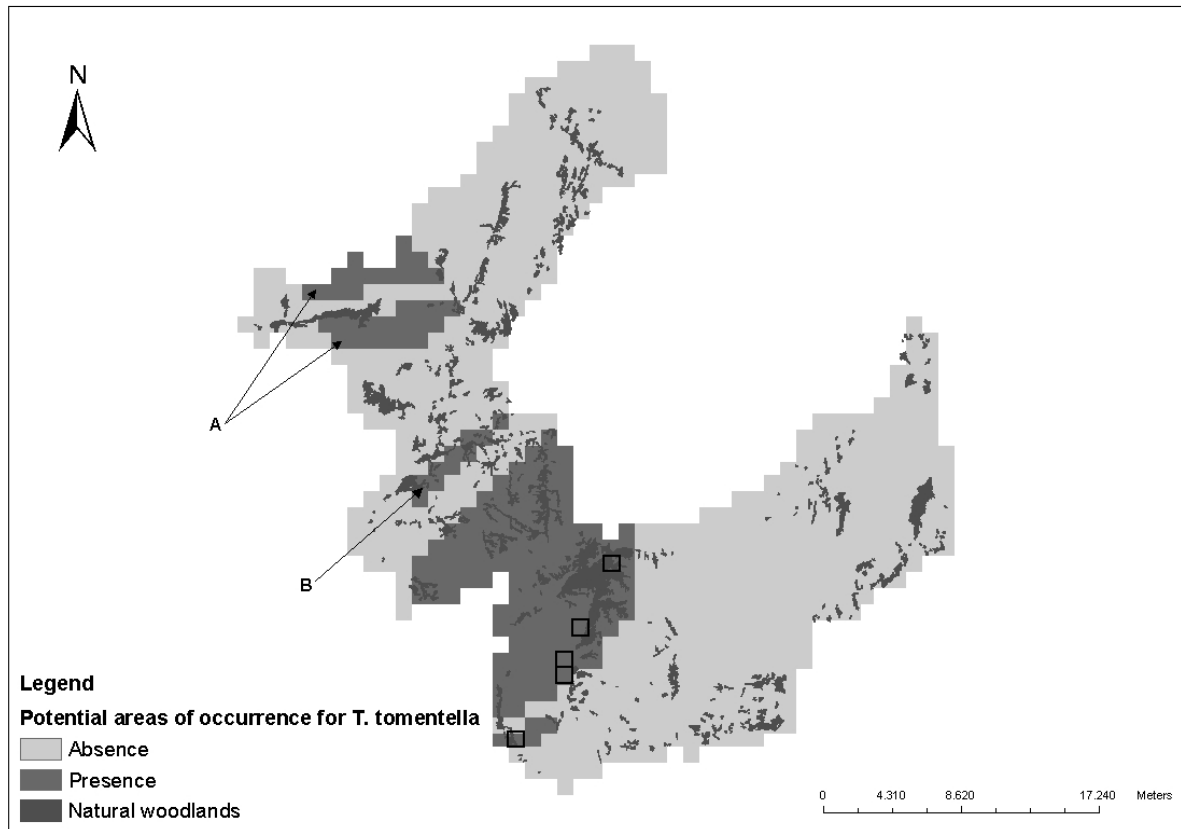 N
A
B
Legend
Potential areas of occurrence for T. tomentella
Absence
Presence
Natural woodlands
0 4.310 8.620 17.240 Meters